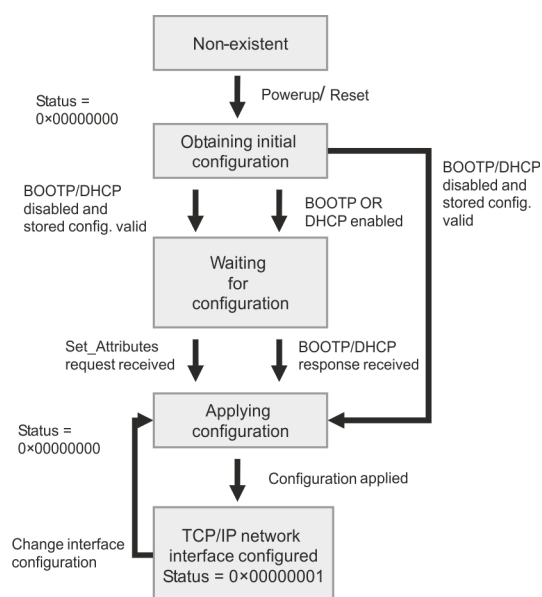 Non-existent
Powerup/ Reset
Status =
0×00000000
Obtaining initial
configuration
BOOTP/DHCP
disabled and
stored config. valid
BOOTP OR
DHCP enabled
BOOTP/DHCP
disabled and
stored config.
valid
Waiting
for
configuration
Set_Attributes
request received
BOOTP/DHCP
response received
Applying
configuration
Status =
0×00000000
Configuration applied
Change interface
configuration
TCP/IP network
interface configured
Status = 0×00000001